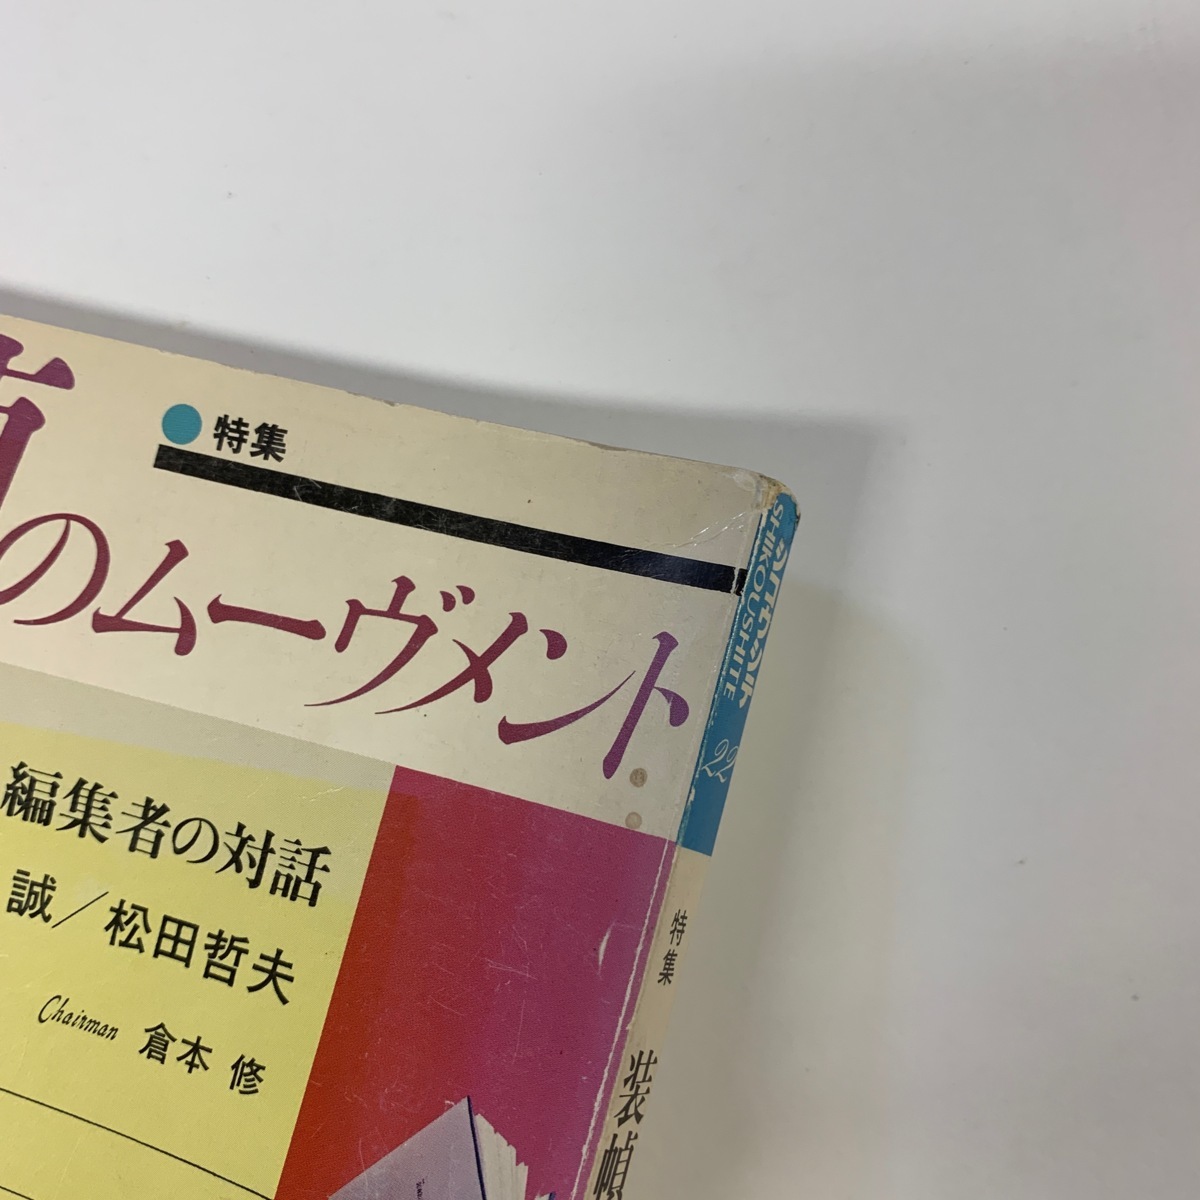 特集
のムーヴメント
編集者の対話
誠／松田哲夫
Chairman 倉本 修
SHIKOUSHITE
22
特集
装幀